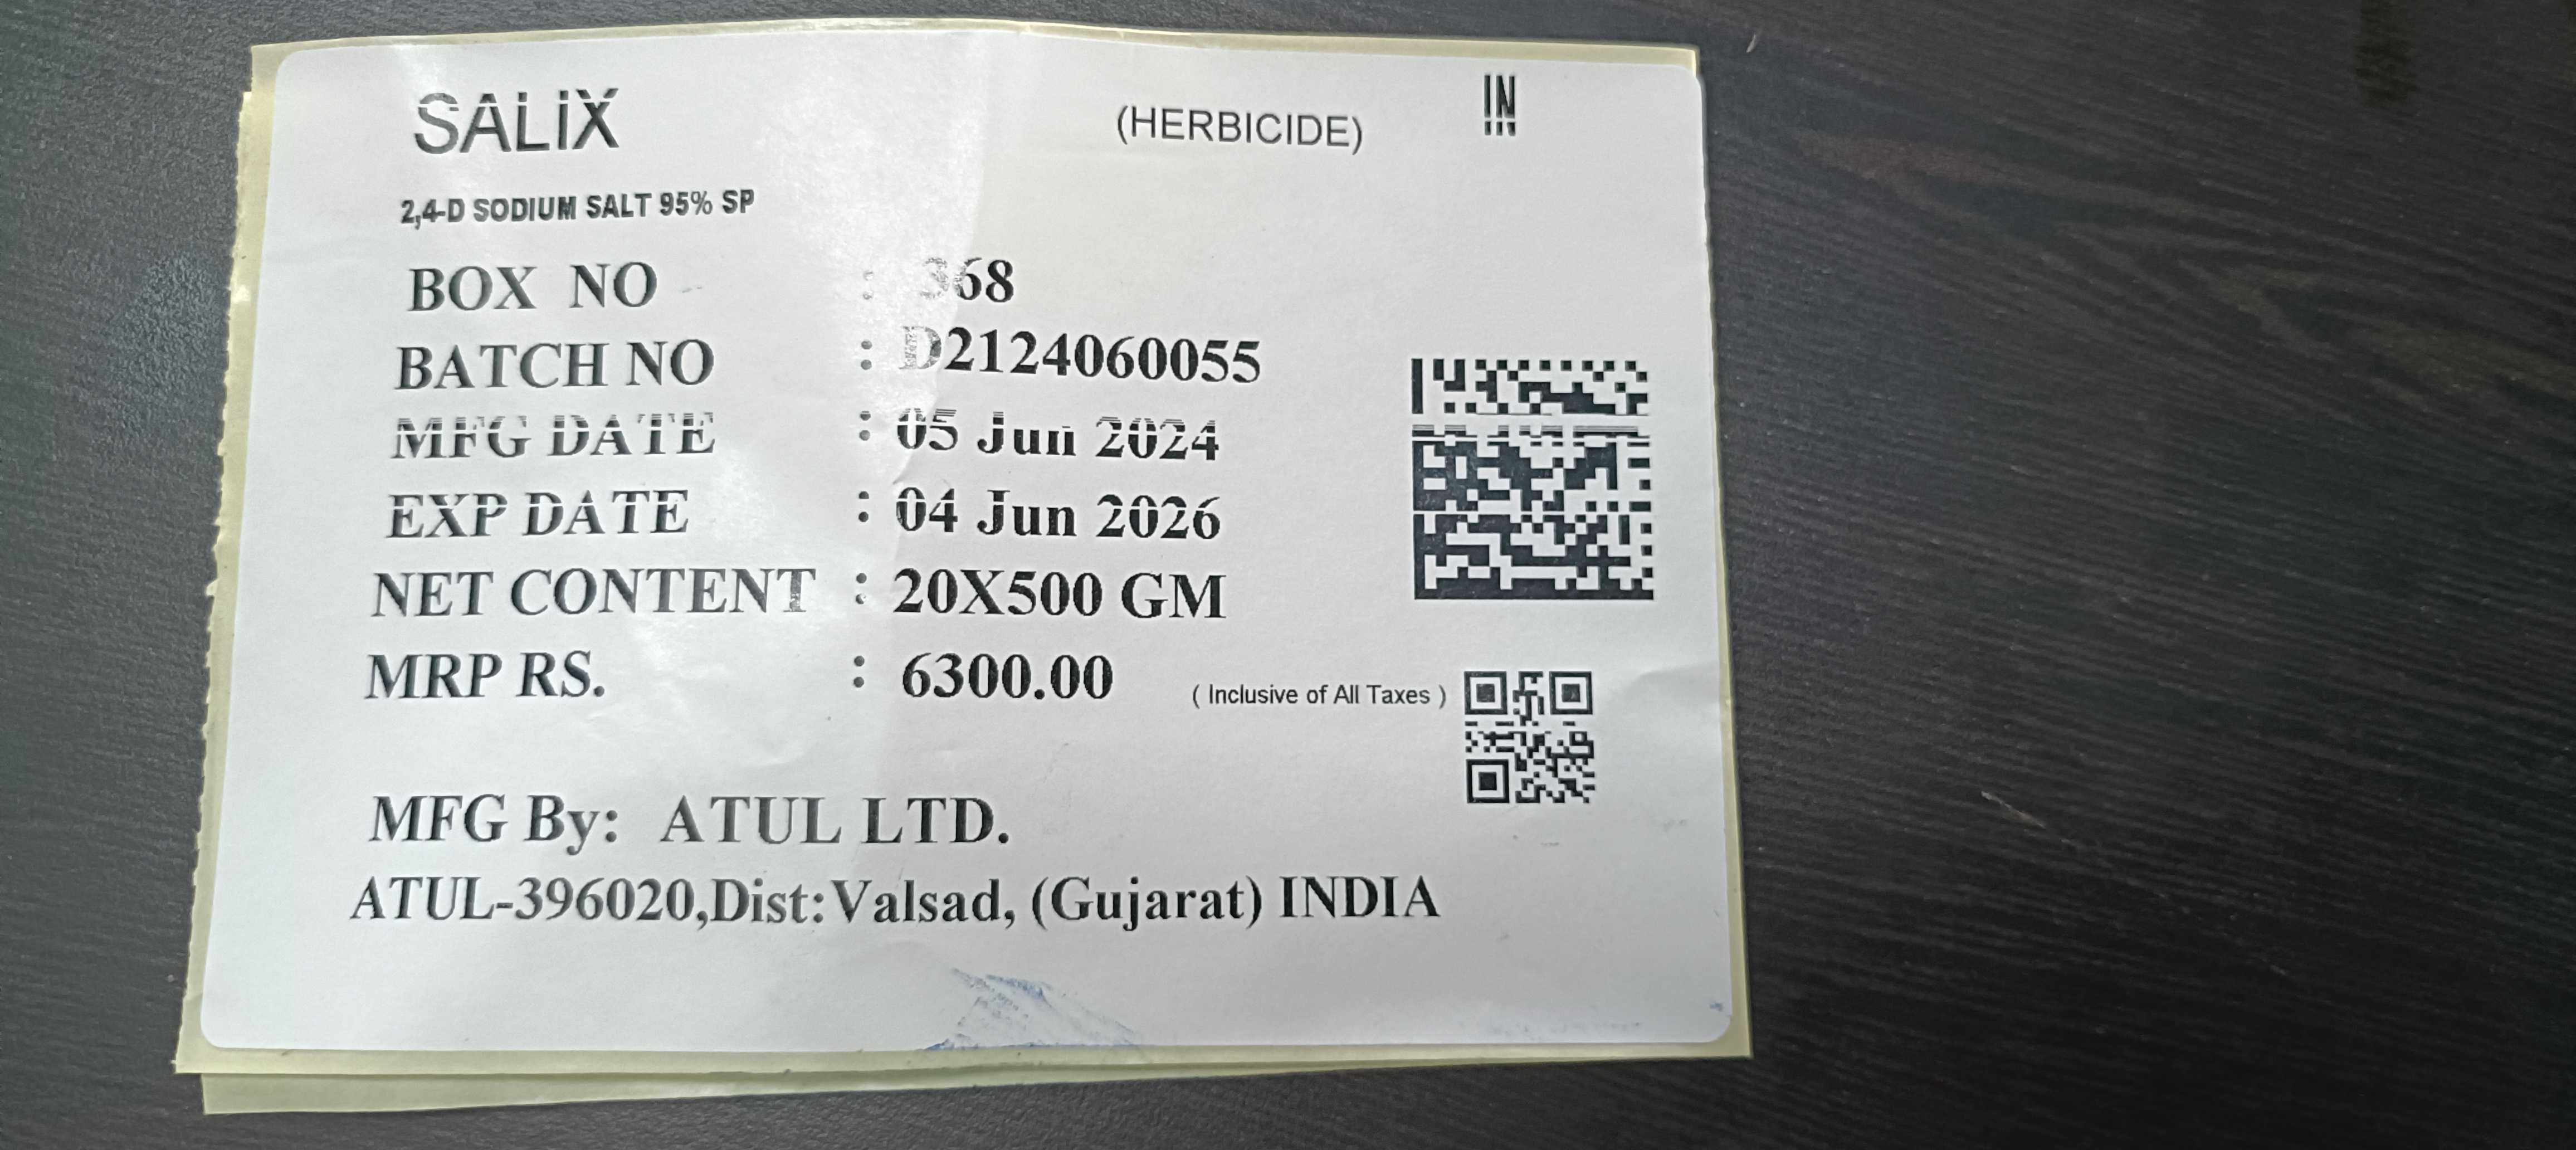 SALiX (HERBICIDE) IN
2,4-D SODIUM SALT 95% SP
BOX NO : 368
BATCH NO : D2124060055
MFG DATE : 05 Jun 2024
EXP DATE : 04 Jun 2026
NET CONTENT : 20X500 GM
MRP RS. : 6300.00 ( Inclusive of All Taxes )
MFG By: ATUL LTD.
ATUL-396020,Dist:Valsad, (Gujarat) INDIA